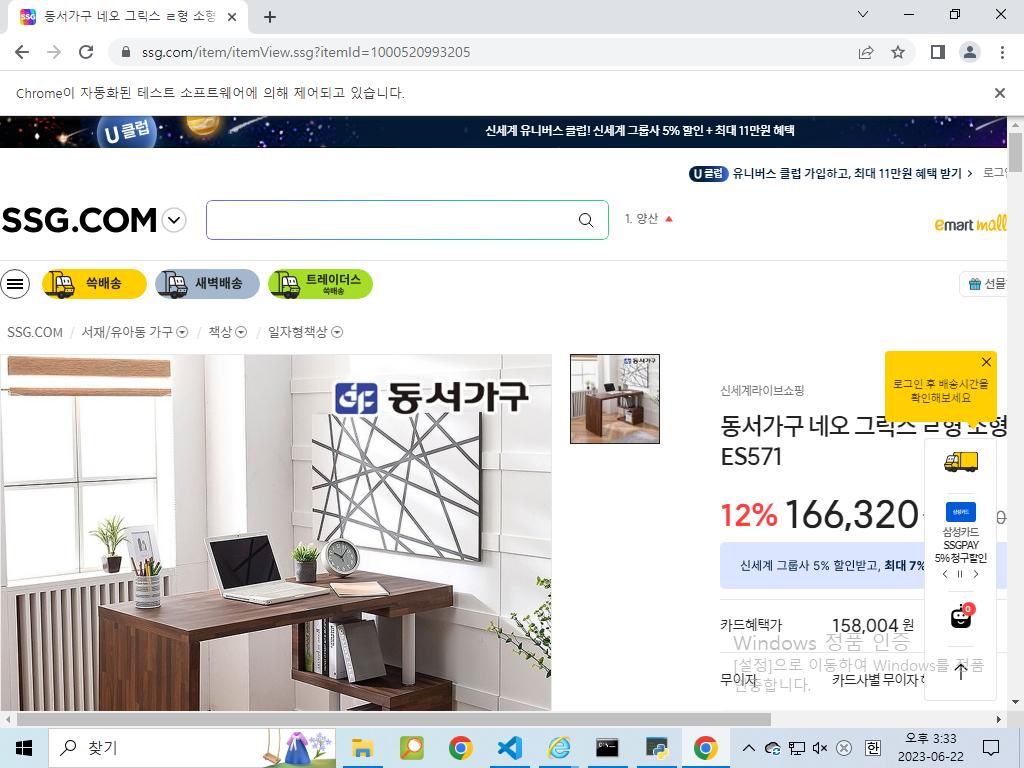 동서가구 네오 그릭스 ㄹ형 소형
ssg.com/item/itemView.ssg?itemId=1000520993205
Chrome이 자동화된 테스트 소프트웨어에 의해 제어되고 있습니다.
U 클럽
신세계 유니버스 클럽! 신세계 그룹사 5% 할인 + 최대 11만원 혜택
U 클럽 유니버스 클럽 가입하고, 최대 11만원 혜택 받기 > 로그인
SSG.COM
1. 양산 ▲
emart mall
쓱배송
새벽배송
트레이더스
쓱배송
선물
SSG.COM / 서재/유아동 가구 / 책상 / 일자형책상
동서가구
신세계라이브쇼핑
로그인 후 배송시간을
확인해보세요
동서가구 네오 그릭스 ㄹ형 소형
ES571
12% 166,320
신세계 그룹사 5% 할인받고, 최대 7%
삼성카드
삼성카드
SSGPAY
5% 청구할인
0
카드혜택가 158,004 원
Windows 정품 인증
[설정]으로 이동하여 Windows를 정품
인증합니다.
무이자 카드사별 무이자
찾기
한
오후 3:33
2023-06-22